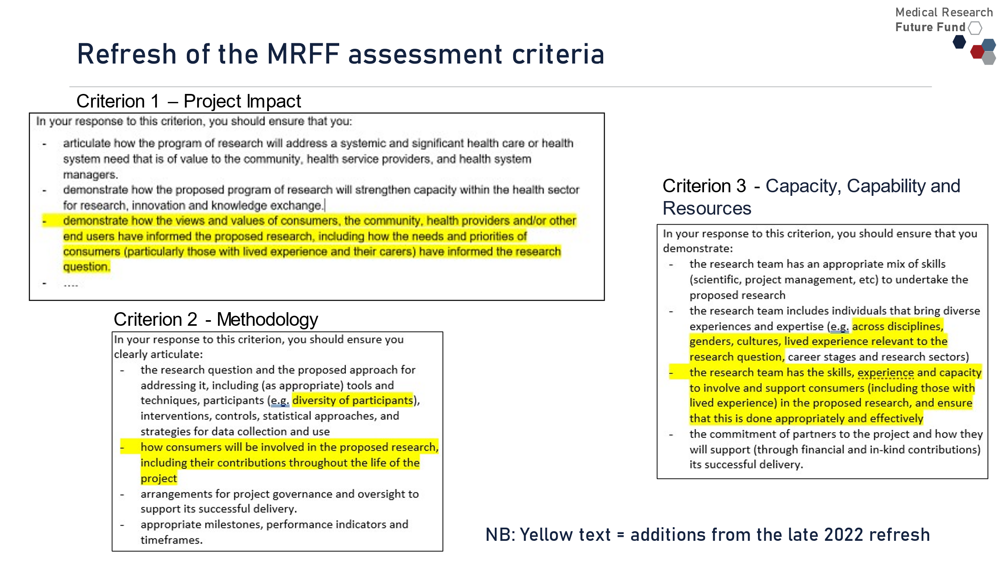 Medical Research
Future Fund
Refresh of the MRFF assessment criteria
Criterion 1 – Project Impact
In your response to this criterion, you should ensure that you:
- articulate how the program of research will address a systemic and significant health care or health
system need that is of value to the community, health service providers, and health system
managers.
- demonstrate how the proposed program of research will strengthen capacity within the health sector
for research, innovation and knowledge exchange.
- demonstrate how the views and values of consumers, the community, health providers and/or other
end users have informed the proposed research, including how the needs and priorities of
consumers (particularly those with lived experience and their carers) have informed the research
question.
- ....
Criterion 2 - Methodology
In your response to this criterion, you should ensure you
clearly articulate:
- the research question and the proposed approach for
addressing it, including (as appropriate) tools and
techniques, participants (e.g. diversity of participants),
interventions, controls, statistical approaches, and
strategies for data collection and use
- how consumers will be involved in the proposed research,
including their contributions throughout the life of the
project
- arrangements for project governance and oversight to
support its successful delivery.
- appropriate milestones, performance indicators and
timeframes.
Criterion 3 - Capacity, Capability and
Resources
In your response to this criterion, you should ensure that you
demonstrate:
- the research team has an appropriate mix of skills
(scientific, project management, etc) to undertake the
proposed research
- the research team includes individuals that bring diverse
experiences and expertise (e.g. across disciplines,
genders, cultures, lived experience relevant to the
research question, career stages and research sectors)
- the research team has the skills, experience and capacity
to involve and support consumers (including those with
lived experience) in the proposed research, and ensure
that this is done appropriately and effectively
- the commitment of partners to the project and how they
will support (through financial and in-kind contributions)
its successful delivery.
NB: Yellow text = additions from the late 2022 refresh